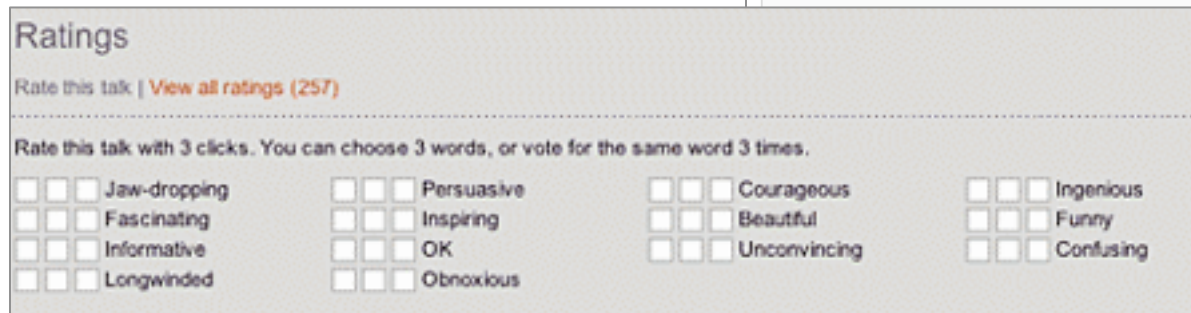 Ratings
Rate this talk | View all ratings (257)
Rate this talk with 3 clicks. You can choose 3 words, or vote for the same word 3 times.
Jaw-dropping Persuasive Courageous Ingenious
Fascinating Inspiring Beautiful Funny
Informative OK Unconvincing Confusing
Longwinded Obnoxious